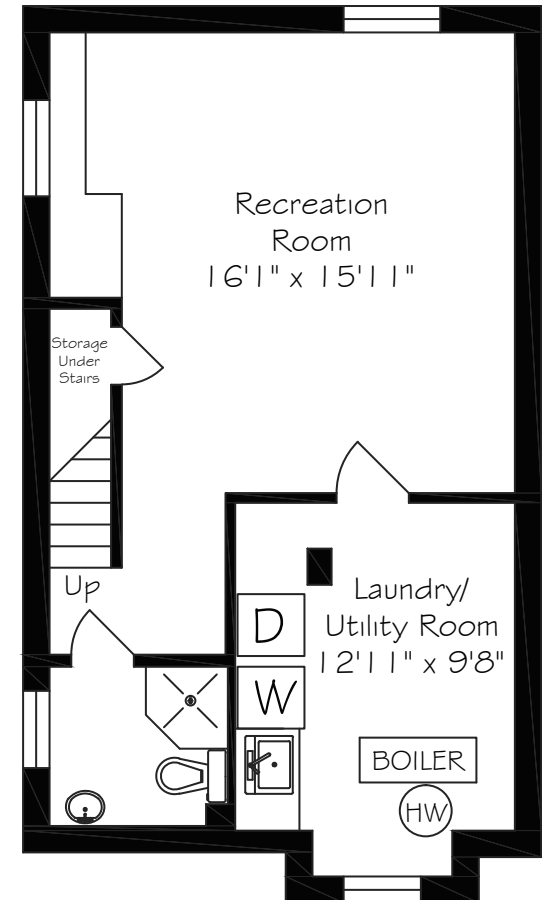 Recreation
Room
16'1" x 15'11"
Storage
Under
Stairs
Up
Laundry/
Utility Room
12'11" x 9'8"
D
W
BOILER
HW